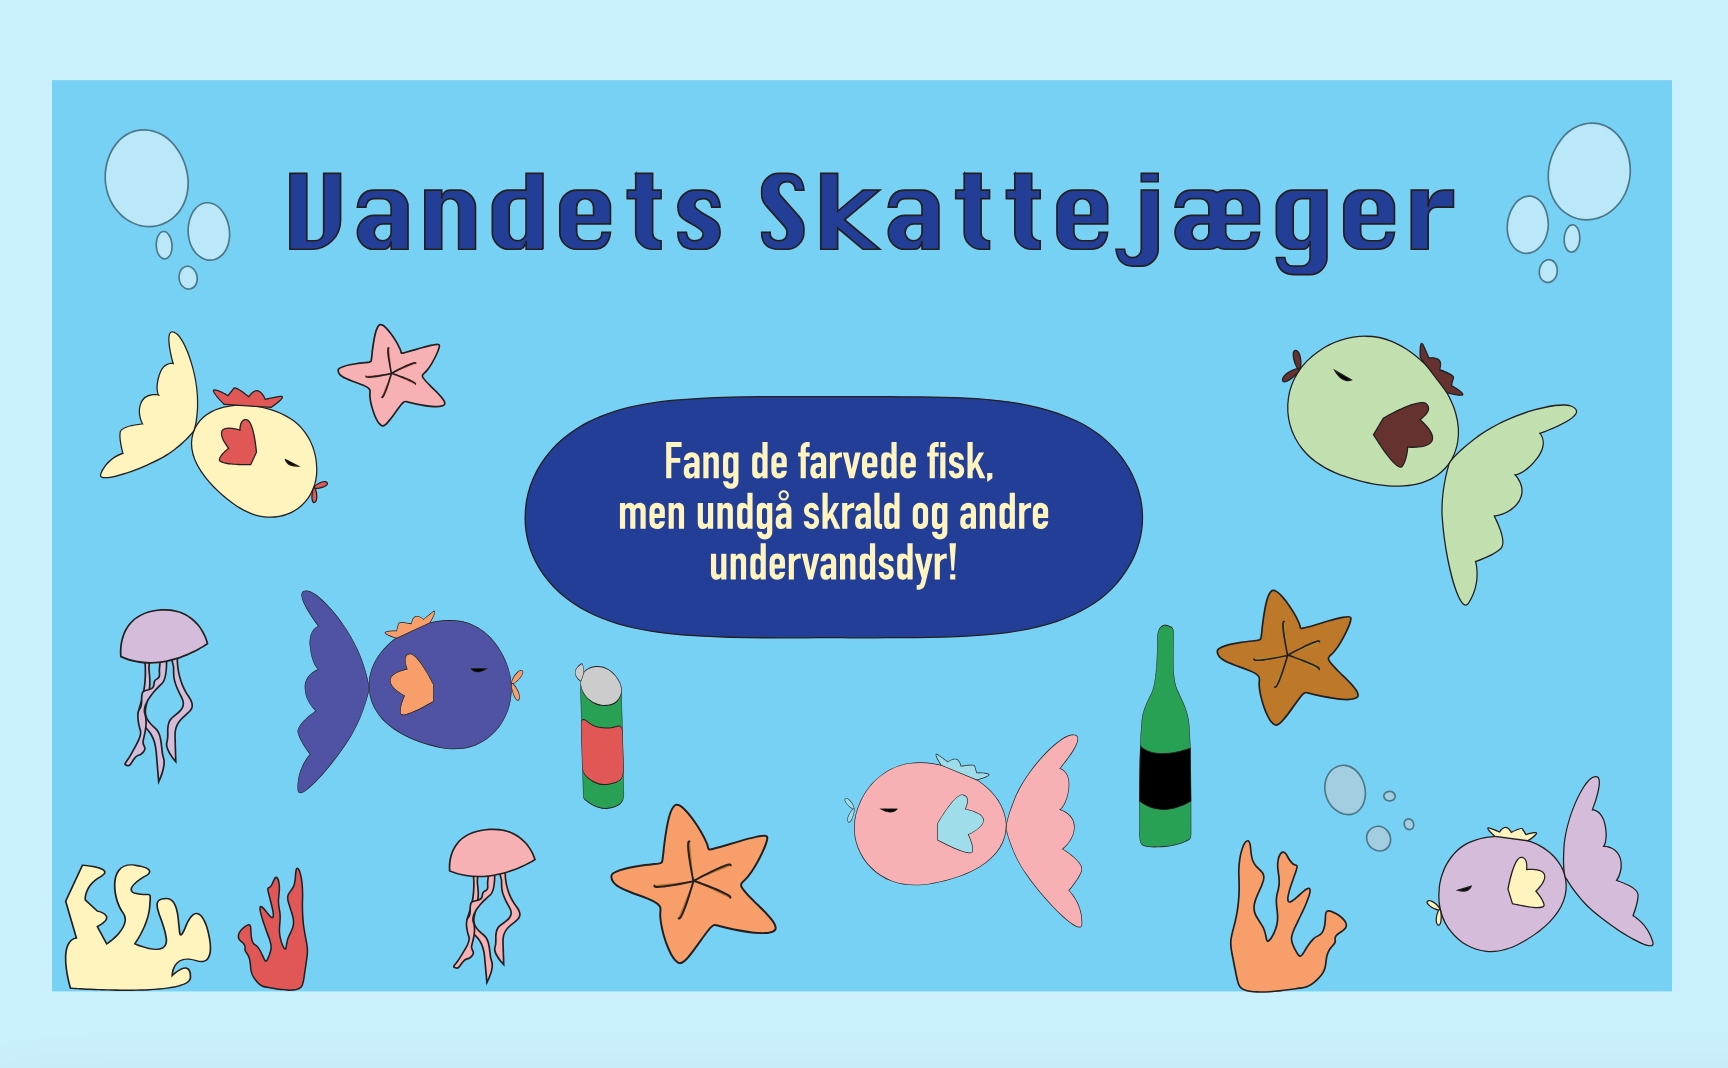 Vandets Skattejæger
Fang de farvede fisk,
men undgå skrald og andre
undervandsdyr!